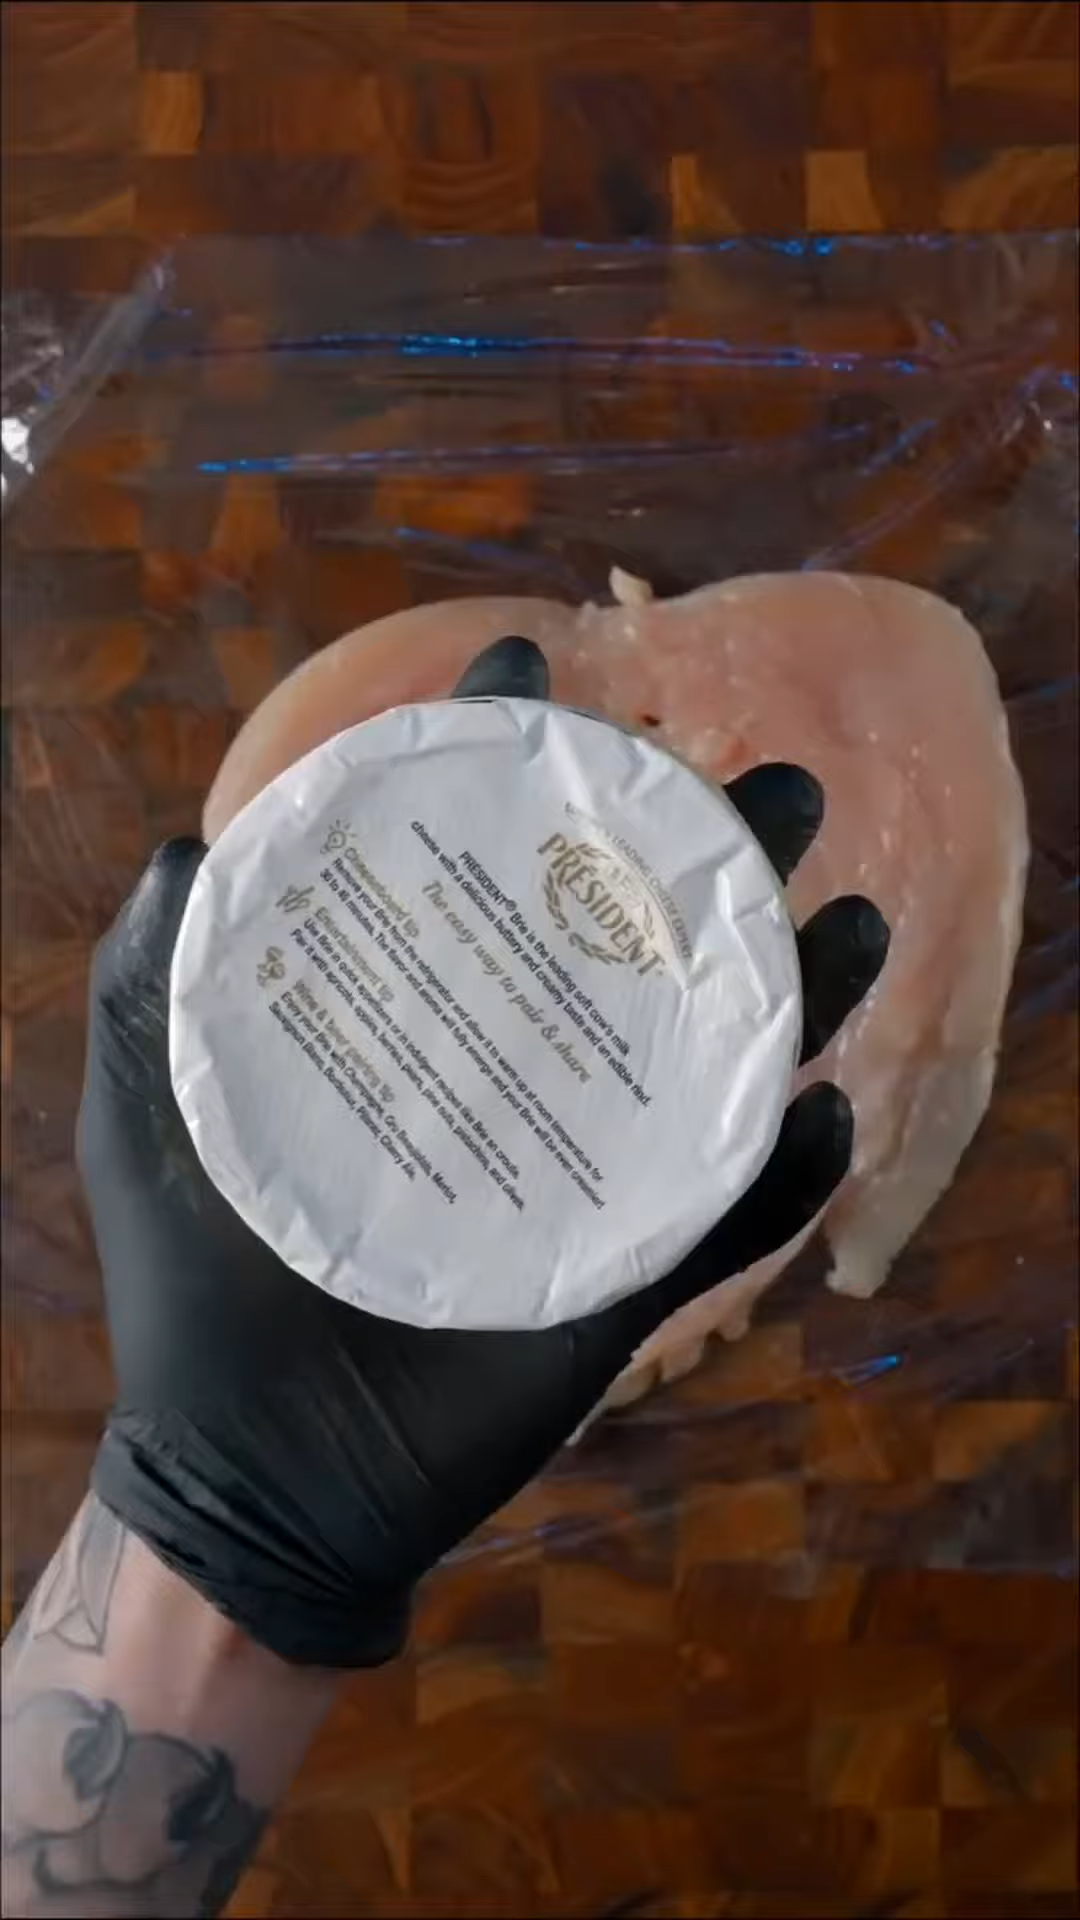 PRESIDENT
PRESIDENT® Brie is the leading soft cow's milk
cheese with a delicious buttery and creamy taste and an edible rind.
The easy way to pair & share
Cheeseboard tip
Remove your Brie from the refrigerator and allow it to warm up at room temperature for
30 to minutes. The flavor and aroma will fully emerge and your Brie will be even creamier!
Entertainment tip
Use Brie in quick appetizers or in indulgent recipes like Brie en croute.
Pair it with apricots, apples, berries, pears, pine nuts, pistachios, and olives.
Wine & beer pairing tip
Enjoy your Brie with Champagne, Cru Beaujolais, Merlot,
Sauvignon Blanc, Bordeaux, Pilsner, Cherry Ale.